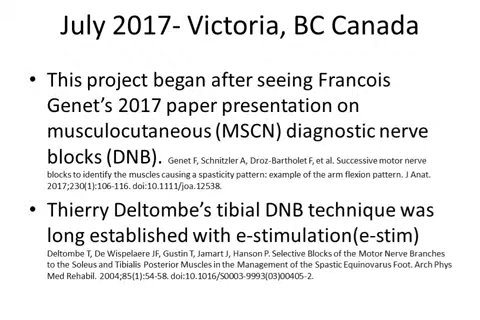 July 2017- Victoria, BC Canada
• This project began after seeing Francois
Genet's 2017 paper presentation on
musculocutaneous (MSCN) diagnostic nerve
blocks (DNB). Genet F, Schnitzler A, Droz-Bartholet F, et al. Successive motor nerve
blocks to identify the muscles causing a spasticity pattern: example of the arm flexion pattern. J Anat.
2017;230(1):106-116. doi:10.1111/joa.12538.
• Thierry Deltombe's tibial DNB technique was
long established with e-stimulation(e-stim)
Deltombe T, De Wispelaere JF, Gustin T, Jamart J, Hanson P. Selective Blocks of the Motor Nerve Branches
to the Soleus and Tibialis Posterior Muscles in the Management of the Spastic Equinovarus Foot. Arch Phys
Med Rehabil. 2004;85(1):54-58. doi:10.1016/S0003-9993(03)00405-2.